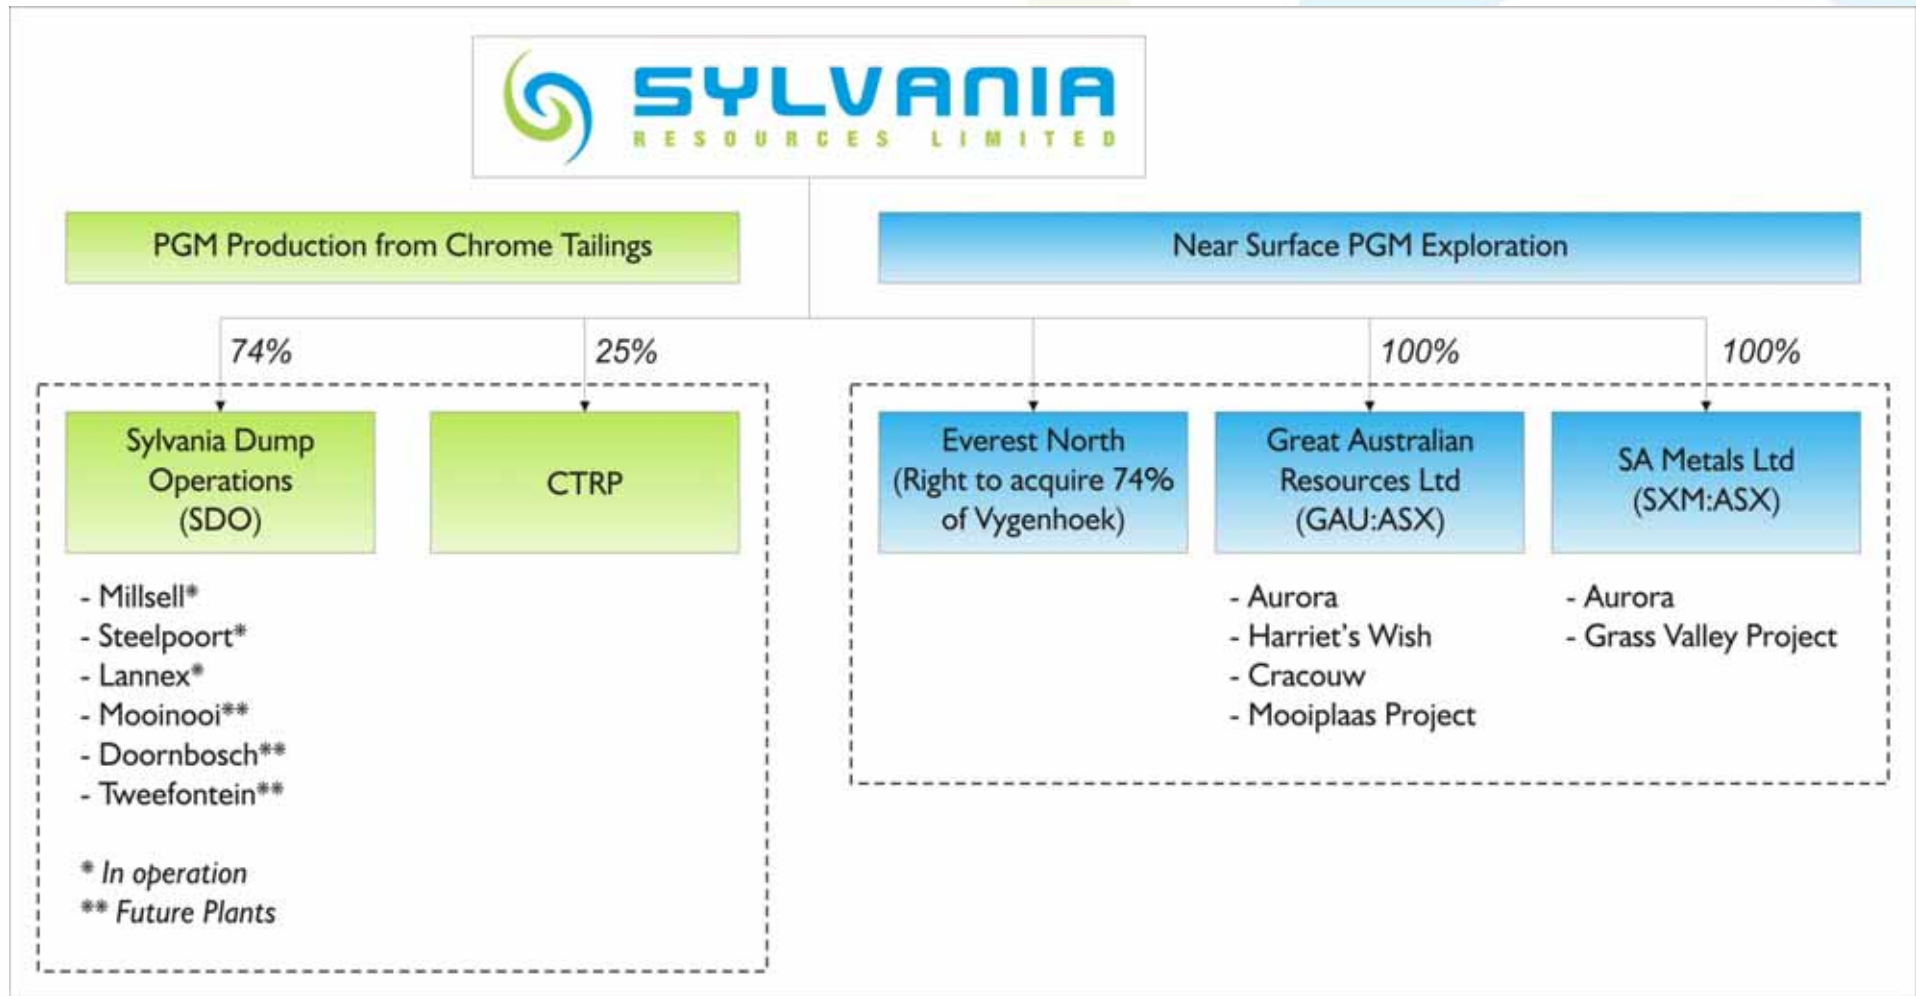 SYLVANIA
RESOURCES LIMITED
PGM Production from Chrome Tailings
Near Surface PGM Exploration
74%
25%
100%
100%
Sylvania Dump
Operations
(SDO)
CTRP
Everest North
(Right to acquire 74%
of Vygenhoek)
Great Australian
Resources Ltd
(GAU:ASX)
SA Metals Ltd
(SXM:ASX)
- Millsell*
- Steelpoort*
- Lannex*
- Mooinooi**
- Doornbosch**
- Tweefontein**
* In operation
** Future Plants
- Aurora
- Harriet's Wish
- Cracouw
- Mooiplaas Project
- Aurora
- Grass Valley Project